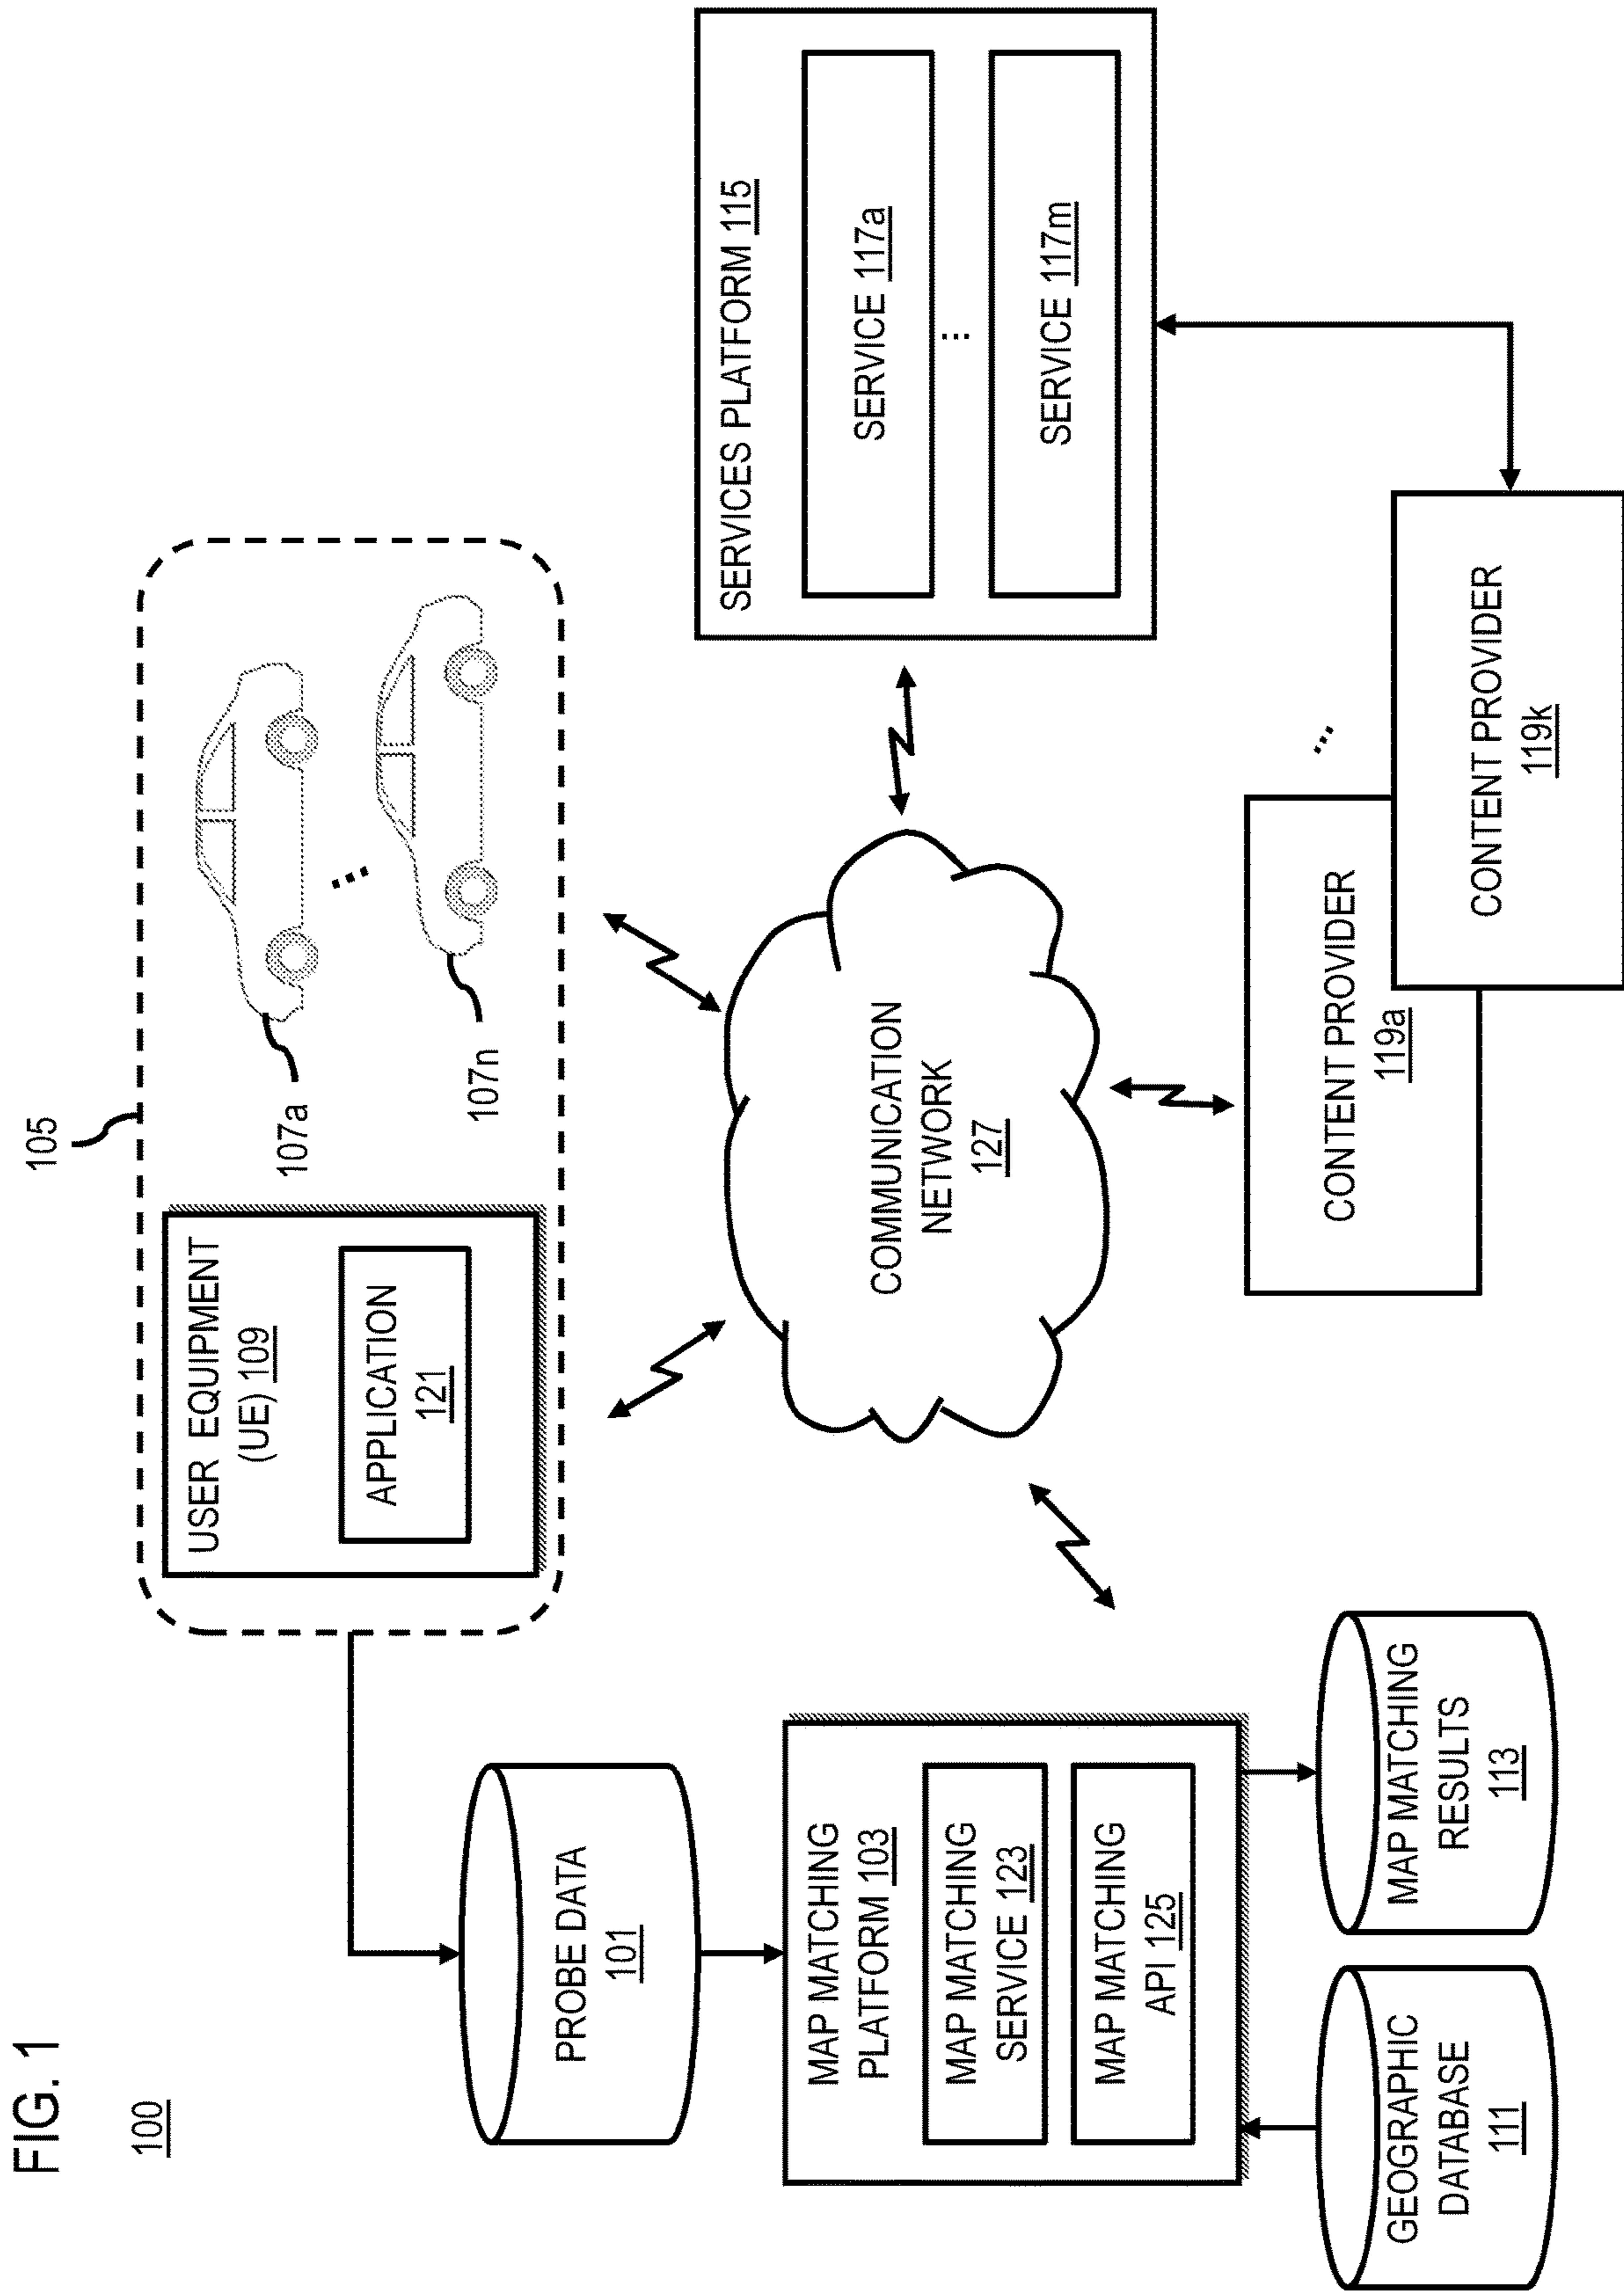 FIG. 1
100
105
USER EQUIPMENT
(UE) 109
APPLICATION
121
107a
...
107n
PROBE DATA
101
MAP MATCHING
PLATFORM 103
MAP MATCHING
SERVICE 123
MAP MATCHING
API 125
GEOGRAPHIC
DATABASE
111
MAP MATCHING
RESULTS
113
COMMUNICATION
NETWORK
127
SERVICES PLATFORM 115
SERVICE 117a
...
SERVICE 117m
CONTENT PROVIDER
119a
...
CONTENT PROVIDER
119k